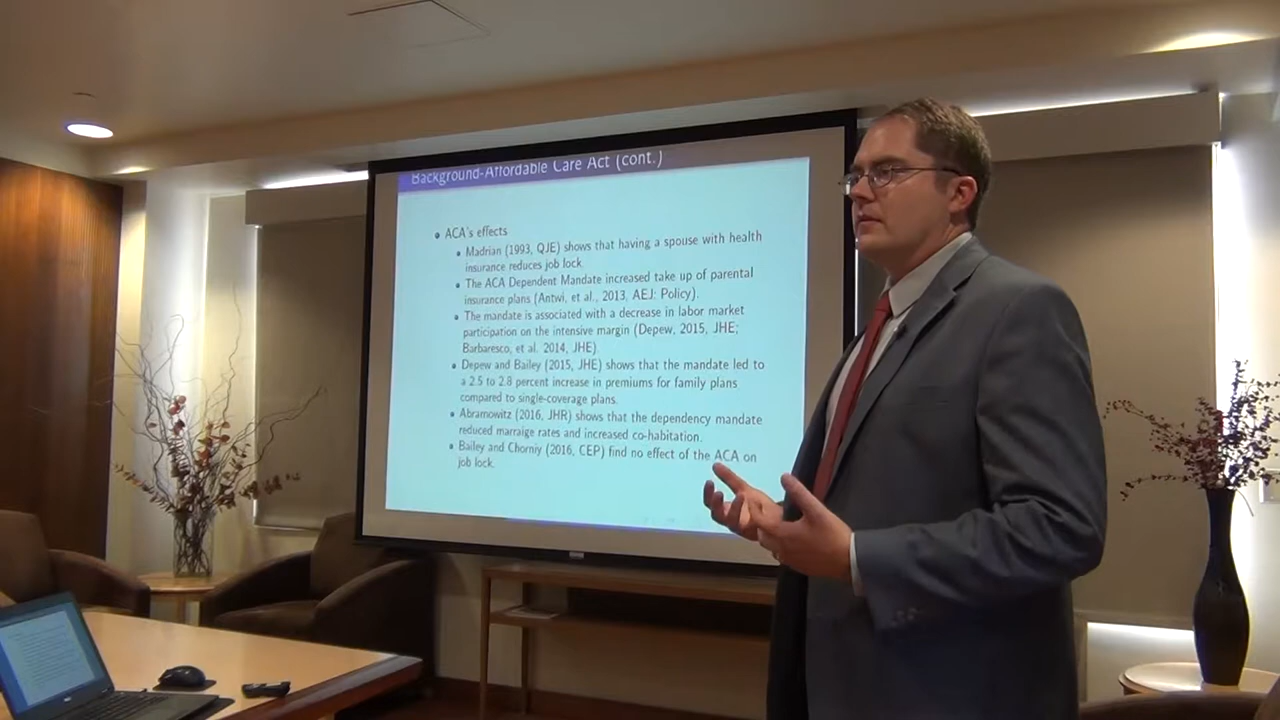 Background-Affordable Care Act (cont.)
ACA's effects
Madrian (1993, QJE) shows that having a spouse with health
insurance reduces job lock.
The ACA Dependent Mandate increased take up of parental
insurance plans (Antwi, et al., 2013, AEJ: Policy).
The mandate is associated with a decrease in labor market
participation on the intensive margin (Depew, 2015, JHE;
Barbaresco, et al. 2014, JHE).
Depew and Bailey (2015, JHE) shows that the mandate led to
a 2.5 to 2.8 percent increase in premiums for family plans
compared to single-coverage plans.
Abramowitz (2016, JHR) shows that the dependency mandate
reduced marraige rates and increased co-habitation.
Bailey and Chorniy (2016, CEP) find no effect of the ACA on
job lock.